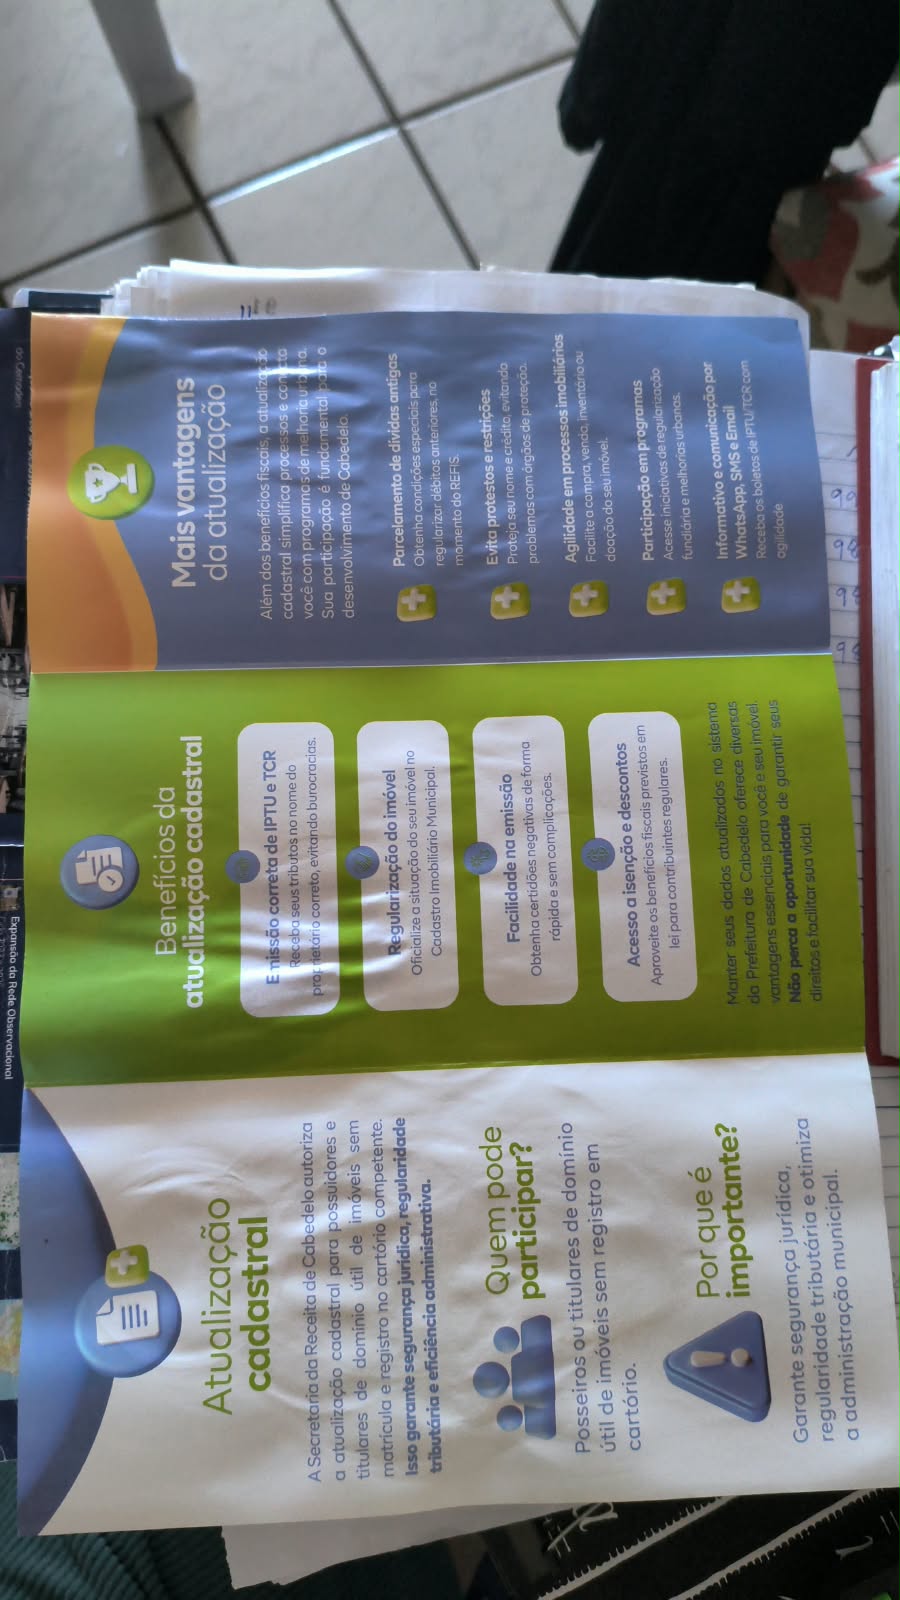 Atualização
cadastral
A Secretaria da Receita de Cabedelo autoriza
a atualização cadastral para possuidores e
titulares de domínio útil de imóveis sem
matrícula e registro no cartório competente.
Isso garante segurança jurídica, regularidade
tributária e eficiência administrativa.
Quem pode
participar?
Posseiros ou titulares de domínio
útil de imóveis sem registro em
cartório.
Por que é
importante?
Garante segurança jurídica,
regularidade tributária e otimiza
a administração municipal.
Benefícios da
atualização cadastral
Emissão correta de IPTU e TCR
Receba seus tributos no nome do
proprietário correto, evitando burocracias.
Regularização do imóvel
Oficialize a situação do seu imóvel no
Cadastro Imobiliário Municipal.
Facilidade na emissão
Obtenha certidões negativas de forma
rápida e sem complicações.
Acesso a isenção e descontos
Aproveite os benefícios fiscais previstos em
lei para contribuintes regulares.
Manter seus dados atualizados no sistema
da Prefeitura de Cabedelo oferece diversas
vantagens essenciais para você e seu imóvel.
Não perca a oportunidade de garantir seus
direitos e facilitar sua vida!
Mais vantagens
da atualização
Além dos benefícios fiscais, a atualização
cadastral simplifica processos e conecta
você com programas de melhoria urbana.
Sua participação é fundamental para o
desenvolvimento de Cabedelo.
Parcelamento de dívidas antigas
Obtenha condições especiais para
regularizar débitos anteriores, no
momento do REFIS.
Evita protestos e restrições
Proteja seu nome e crédito, evitando
problemas com órgãos de proteção.
Agilidade em processos imobiliários
Facilite a compra, venda, inventário ou
doação do seu imóvel.
Participação em programas
Acesse iniciativas de regularização
fundiária e melhorias urbanas.
Informativo e comunicação por
WhatsApp, SMS e Email
Receba os boletos de IPTU/TCR com
agilidade
Expansão da Rede Observacional
do Cemaden
99
98
98
98